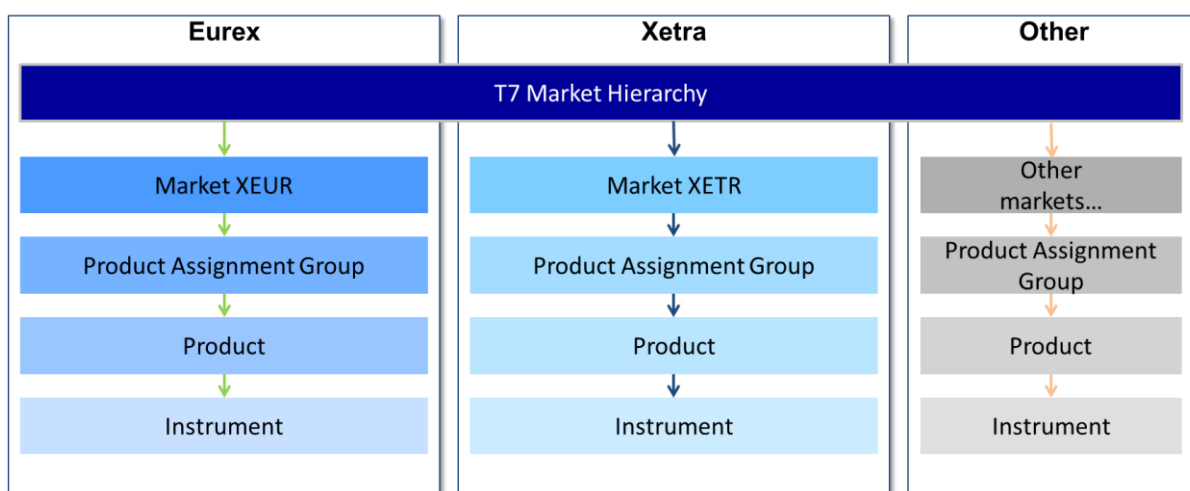 Eurex
Xetra
Other
T7 Market Hierarchy
Market XEUR
Market XETR
Other
markets...
Product Assignment Group
Product Assignment Group
Product Assignment
Group
Product
Product
Product
Instrument
Instrument
Instrument